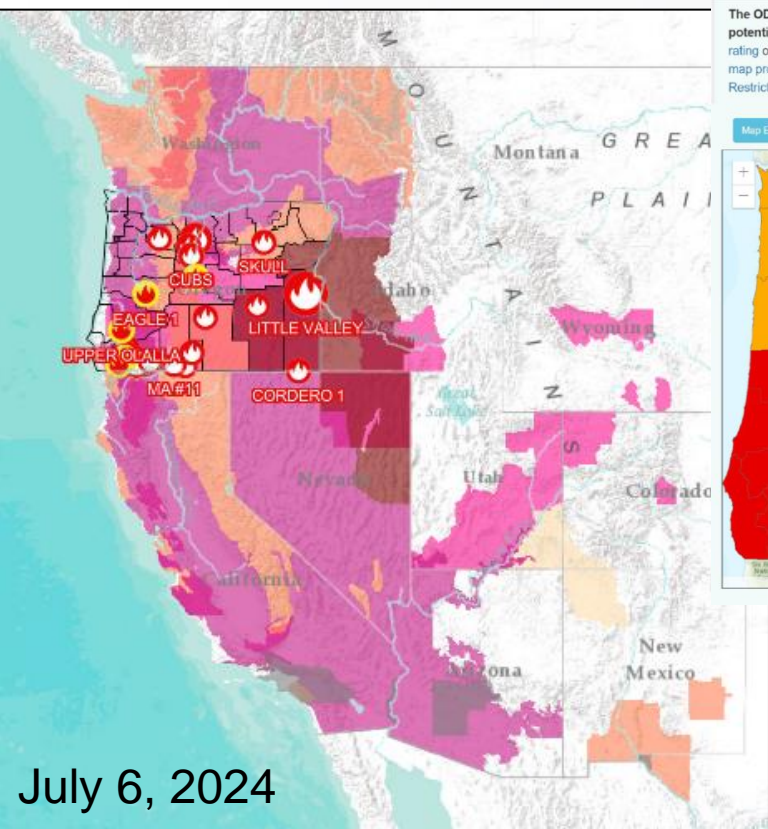 The OD
potenti
rating o
map pr
Restrict
Map E
+
−
M
O
U
N
T
A
I
N
S
Washington
Montana
G R E A
P L A I
Idaho
Wyoming
SKULL
CUBS
EAGLE 1
LITTLE VALLEY
UPPER OLALLA
MA #11
CORDERO 1
Great
Salt Lake
Nevada
Utah
Colorado
California
Arizona
New
Mexico
July 6, 2024